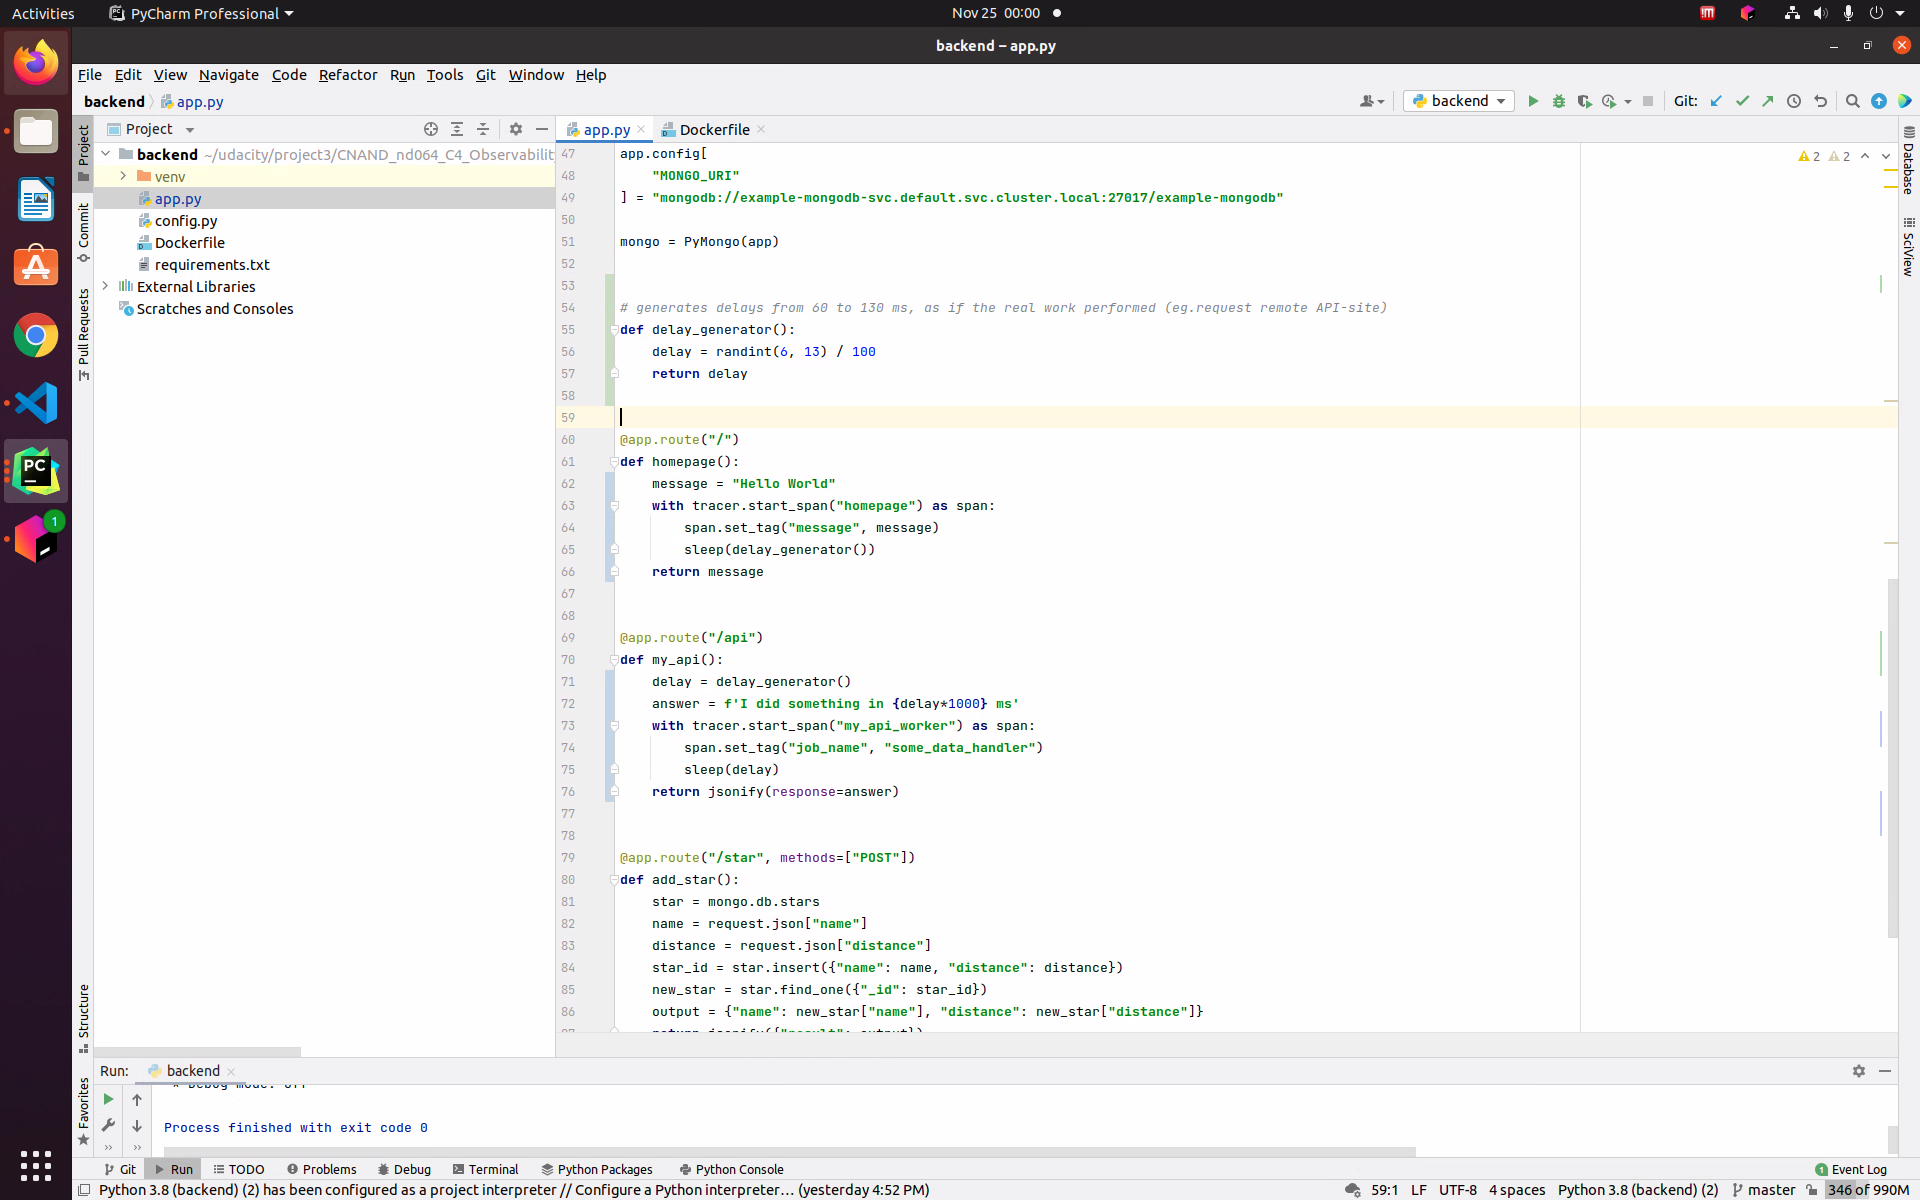 Activities
PyCharm Professional
Nov 25 00:00
backend – app.py
File Edit View Navigate Code Refactor Run Tools Git Window Help
backend app.py
backend
Git:
Project
app.py
Dockerfile
backend ~/udacity/project3/CNAND_nd064_C4_Observability
venv
app.py
config.py
Dockerfile
requirements.txt
External Libraries
Scratches and Consoles
Project
Commit
Pull Requests
Structure
Favorites
Database
SciView
2 2
47 app.config[
48     "MONGO_URI"
49 ] = "mongodb://example-mongodb-svc.default.svc.cluster.local:27017/example-mongodb"
50
51 mongo = PyMongo(app)
52
53
54 # generates delays from 60 to 130 ms, as if the real work performed (eg.request remote API-site)
55 def delay_generator():
56     delay = randint(6, 13) / 100
57     return delay
58
59
60 @app.route("/")
61 def homepage():
62     message = "Hello World"
63     with tracer.start_span("homepage") as span:
64         span.set_tag("message", message)
65         sleep(delay_generator())
66     return message
67
68
69 @app.route("/api")
70 def my_api():
71     delay = delay_generator()
72     answer = f'I did something in {delay*1000} ms'
73     with tracer.start_span("my_api_worker") as span:
74         span.set_tag("job_name", "some_data_handler")
75         sleep(delay)
76     return jsonify(response=answer)
77
78
79 @app.route("/star", methods=["POST"])
80 def add_star():
81     star = mongo.db.stars
82     name = request.json["name"]
83     distance = request.json["distance"]
84     star_id = star.insert({"name": name, "distance": distance})
85     new_star = star.find_one({"_id": star_id})
86     output = {"name": new_star["name"], "distance": new_star["distance"]}
87     return jsonify({"result": output})
Run: backend
* Debug mode: off
Process finished with exit code 0
Git Run TODO Problems Debug Terminal Python Packages Python Console
1 Event Log
Python 3.8 (backend) (2) has been configured as a project interpreter // Configure a Python interpreter... (yesterday 4:52 PM)
59:1 LF UTF-8 4 spaces Python 3.8 (backend) (2) master 346 of 990M
PC
1